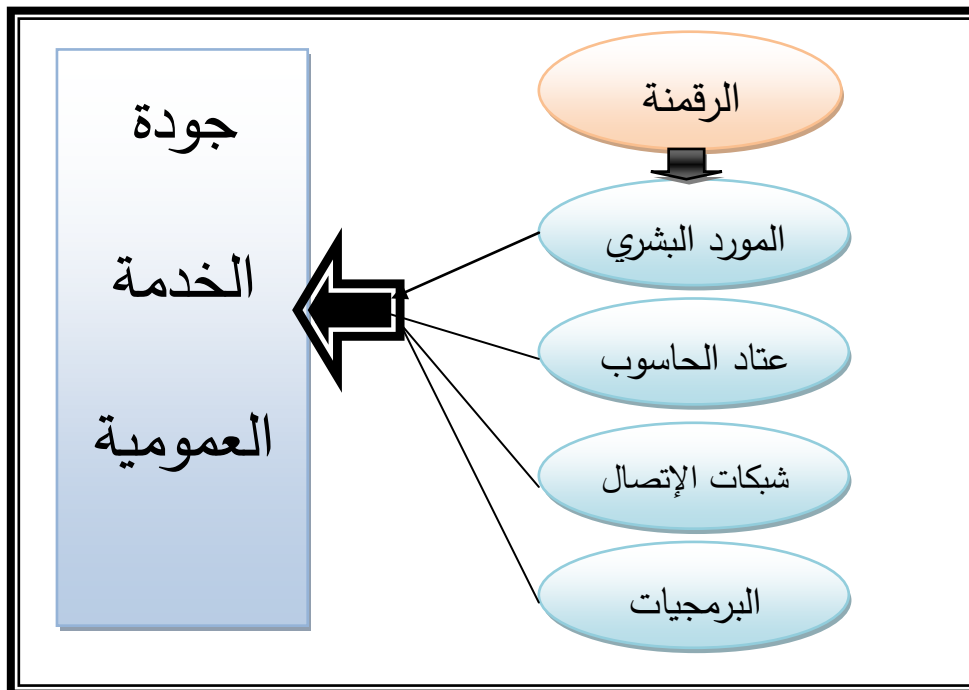 الرقمنة
المورد البشري
عتاد الحاسوب
شبكات الإتصال
البرمجيات
جودة
الخدمة
العمومية